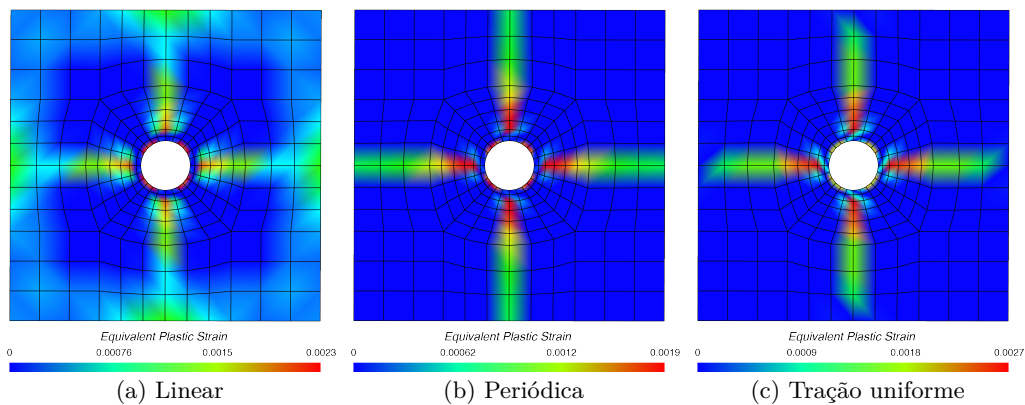 Equivalent Plastic Strain
0 0.00076 0.0015 0.0023
(a) Linear
Equivalent Plastic Strain
0 0.00062 0.0012 0.0019
(b) Periódica
Equivalent Plastic Strain
0 0.0009 0.0018 0.0027
(c) Tração uniforme